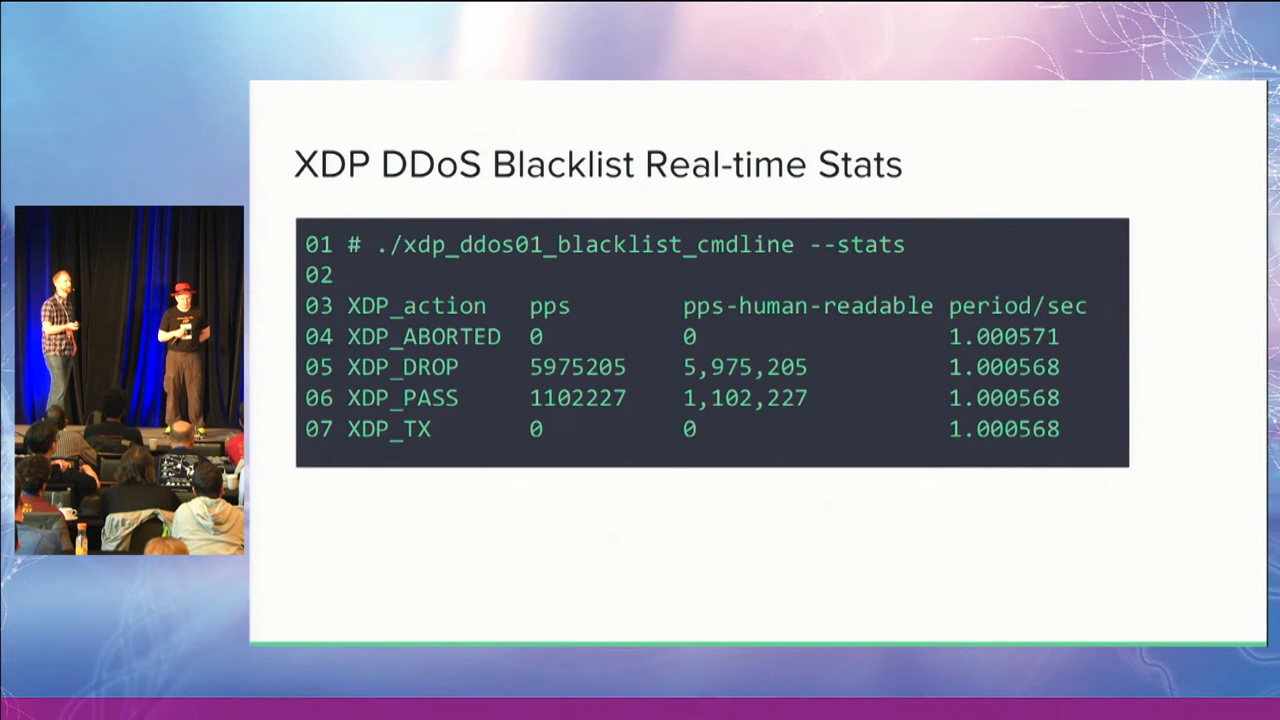 XDP DDoS Blacklist Real-time Stats
01 # ./xdp_ddos01_blacklist_cmdline --stats
02
03 XDP_action pps pps-human-readable period/sec
04 XDP_ABORTED 0 0 1.000571
05 XDP_DROP 5975205 5,975,205 1.000568
06 XDP_PASS 1102227 1,102,227 1.000568
07 XDP_TX 0 0 1.000568